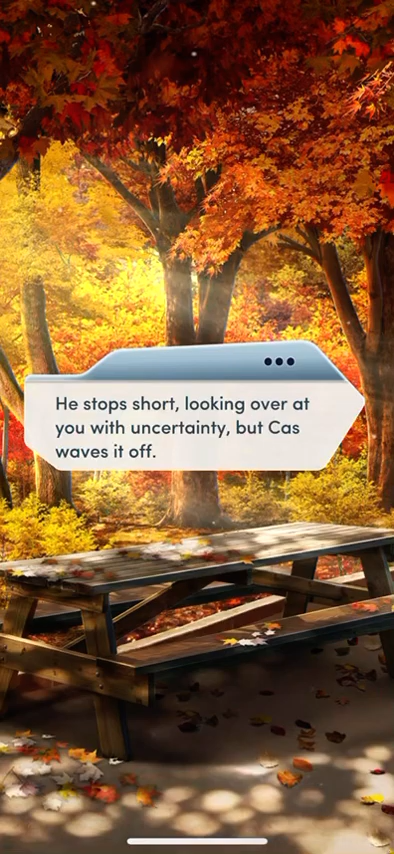 He stops short, looking over at
you with uncertainty, but Cas
waves it off.